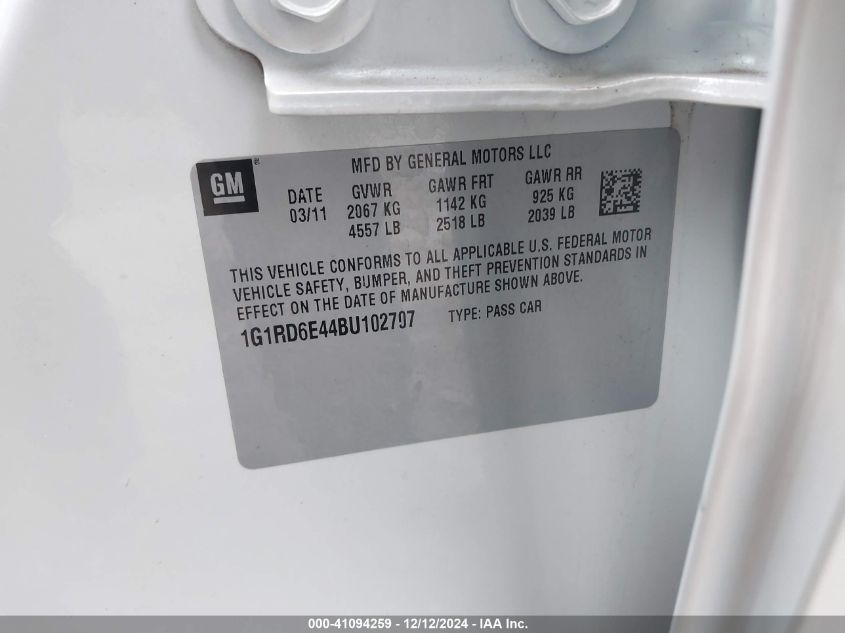 GM
MFD BY GENERAL MOTORS LLC
DATE GVWR GAWR FRT GAWR RR
03/11 2067 KG 1142 KG 925 KG
4557 LB 2518 LB 2039 LB
THIS VEHICLE CONFORMS TO ALL APPLICABLE U.S. FEDERAL MOTOR
VEHICLE SAFETY, BUMPER, AND THEFT PREVENTION STANDARDS IN
EFFECT ON THE DATE OF MANUFACTURE SHOWN ABOVE.
1G1RD6E44BU102797 TYPE: PASS CAR
000-41094259 - 12/12/2024 - IAA Inc.